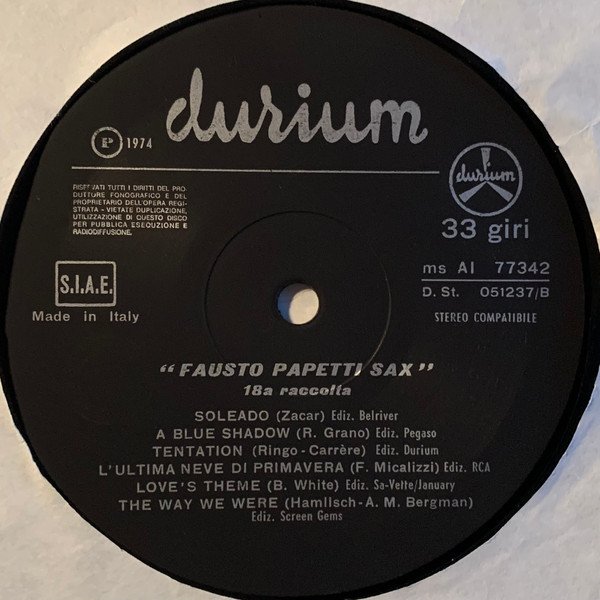 durium
P 1974
durium
RISERVATI TUTTI I DIRITTI DEL PRO-
DUTTORE FONOGRAFICO E DEL
PROPRIETARIO DELL'OPERA REGI-
STRATA - VIETATE DUPLICAZIONE,
UTILIZZAZIONE DI QUESTO DISCO
PER PUBBLICA ESECUZIONE E
RADIODIFFUSIONE.
33 giri
S.I.A.E.
Made in Italy
ms AI 77342
D. St. 051237/B
STEREO COMPATIBILE
"FAUSTO PAPETTI SAX"
18a raccolta
SOLEADO (Zacar) Ediz. Belriver
A BLUE SHADOW (R. Grano) Ediz. Pegaso
TENTATION (Ringo-Carrère) Ediz. Durium
L'ULTIMA NEVE DI PRIMAVERA (F. Micalizzi) Ediz. RCA
LOVE'S THEME (B. White) Ediz. Sa-Vette/January
THE WAY WE WERE (Hamlisch-A. M. Bergman)
Ediz. Screen Gems